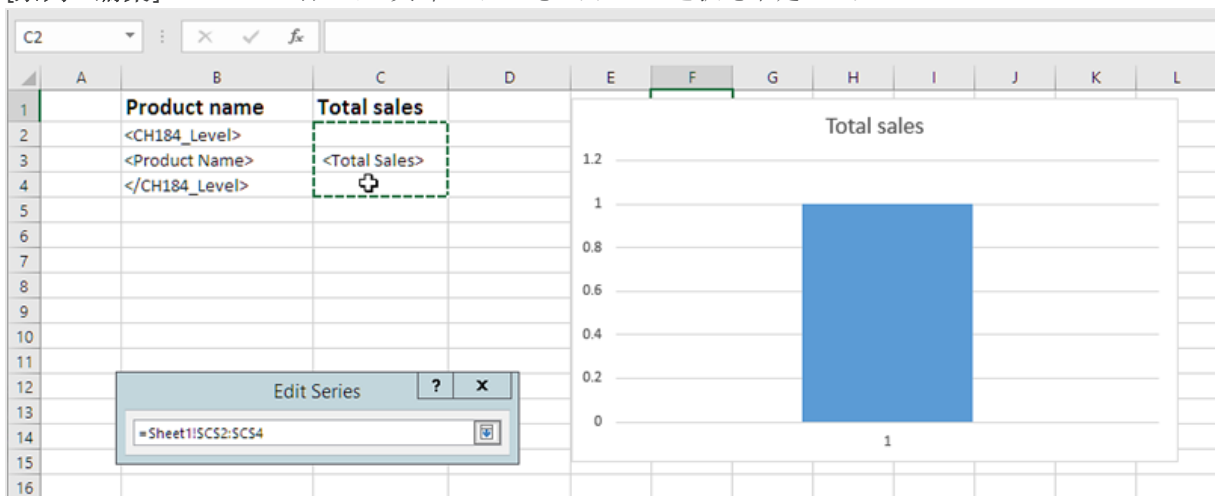 C2
fx
A B C D E F G H I J K L
1 Product name Total sales
2 <CH184_Level>
3 <Product Name> <Total Sales>
4 </CH184_Level>
5
6
7
8
9
10
11
12
13
14
15
16
Total sales
1.2
1
0.8
0.6
0.4
0.2
0
1
Edit Series ? x
=Sheet1!$C$2:$C$4